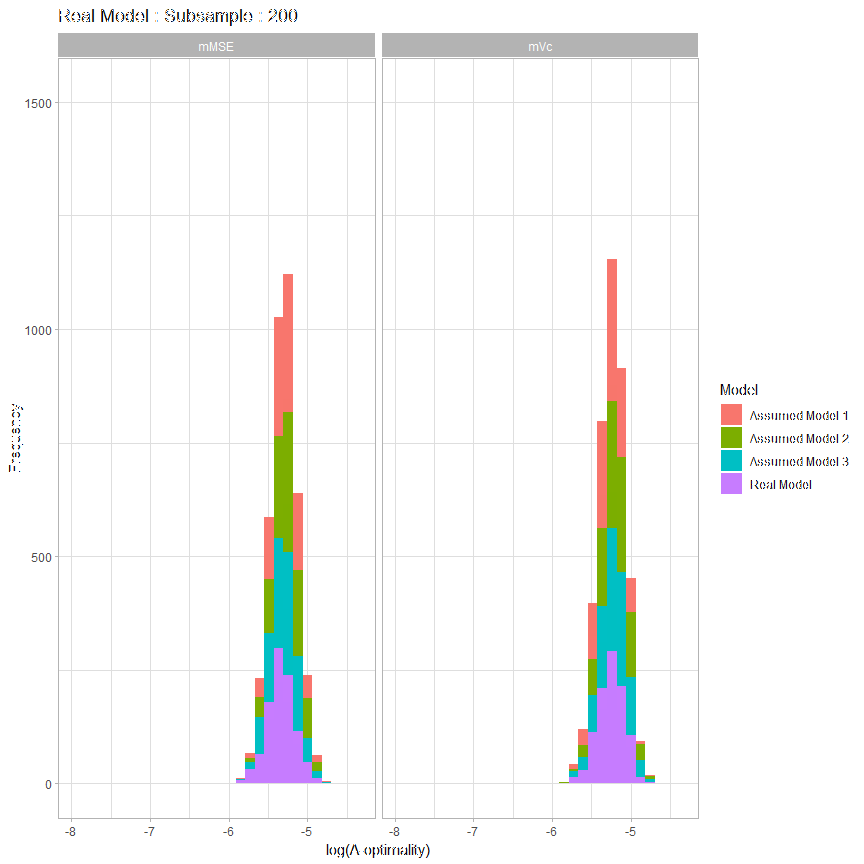 Real Model : Subsample : 200
mMSE
mVc
1500
1000
500
0
Frequency
-8
-7
-6
-5
-8
-7
-6
-5
log(A-optimality)
Model
Assumed Model 1
Assumed Model 2
Assumed Model 3
Real Model